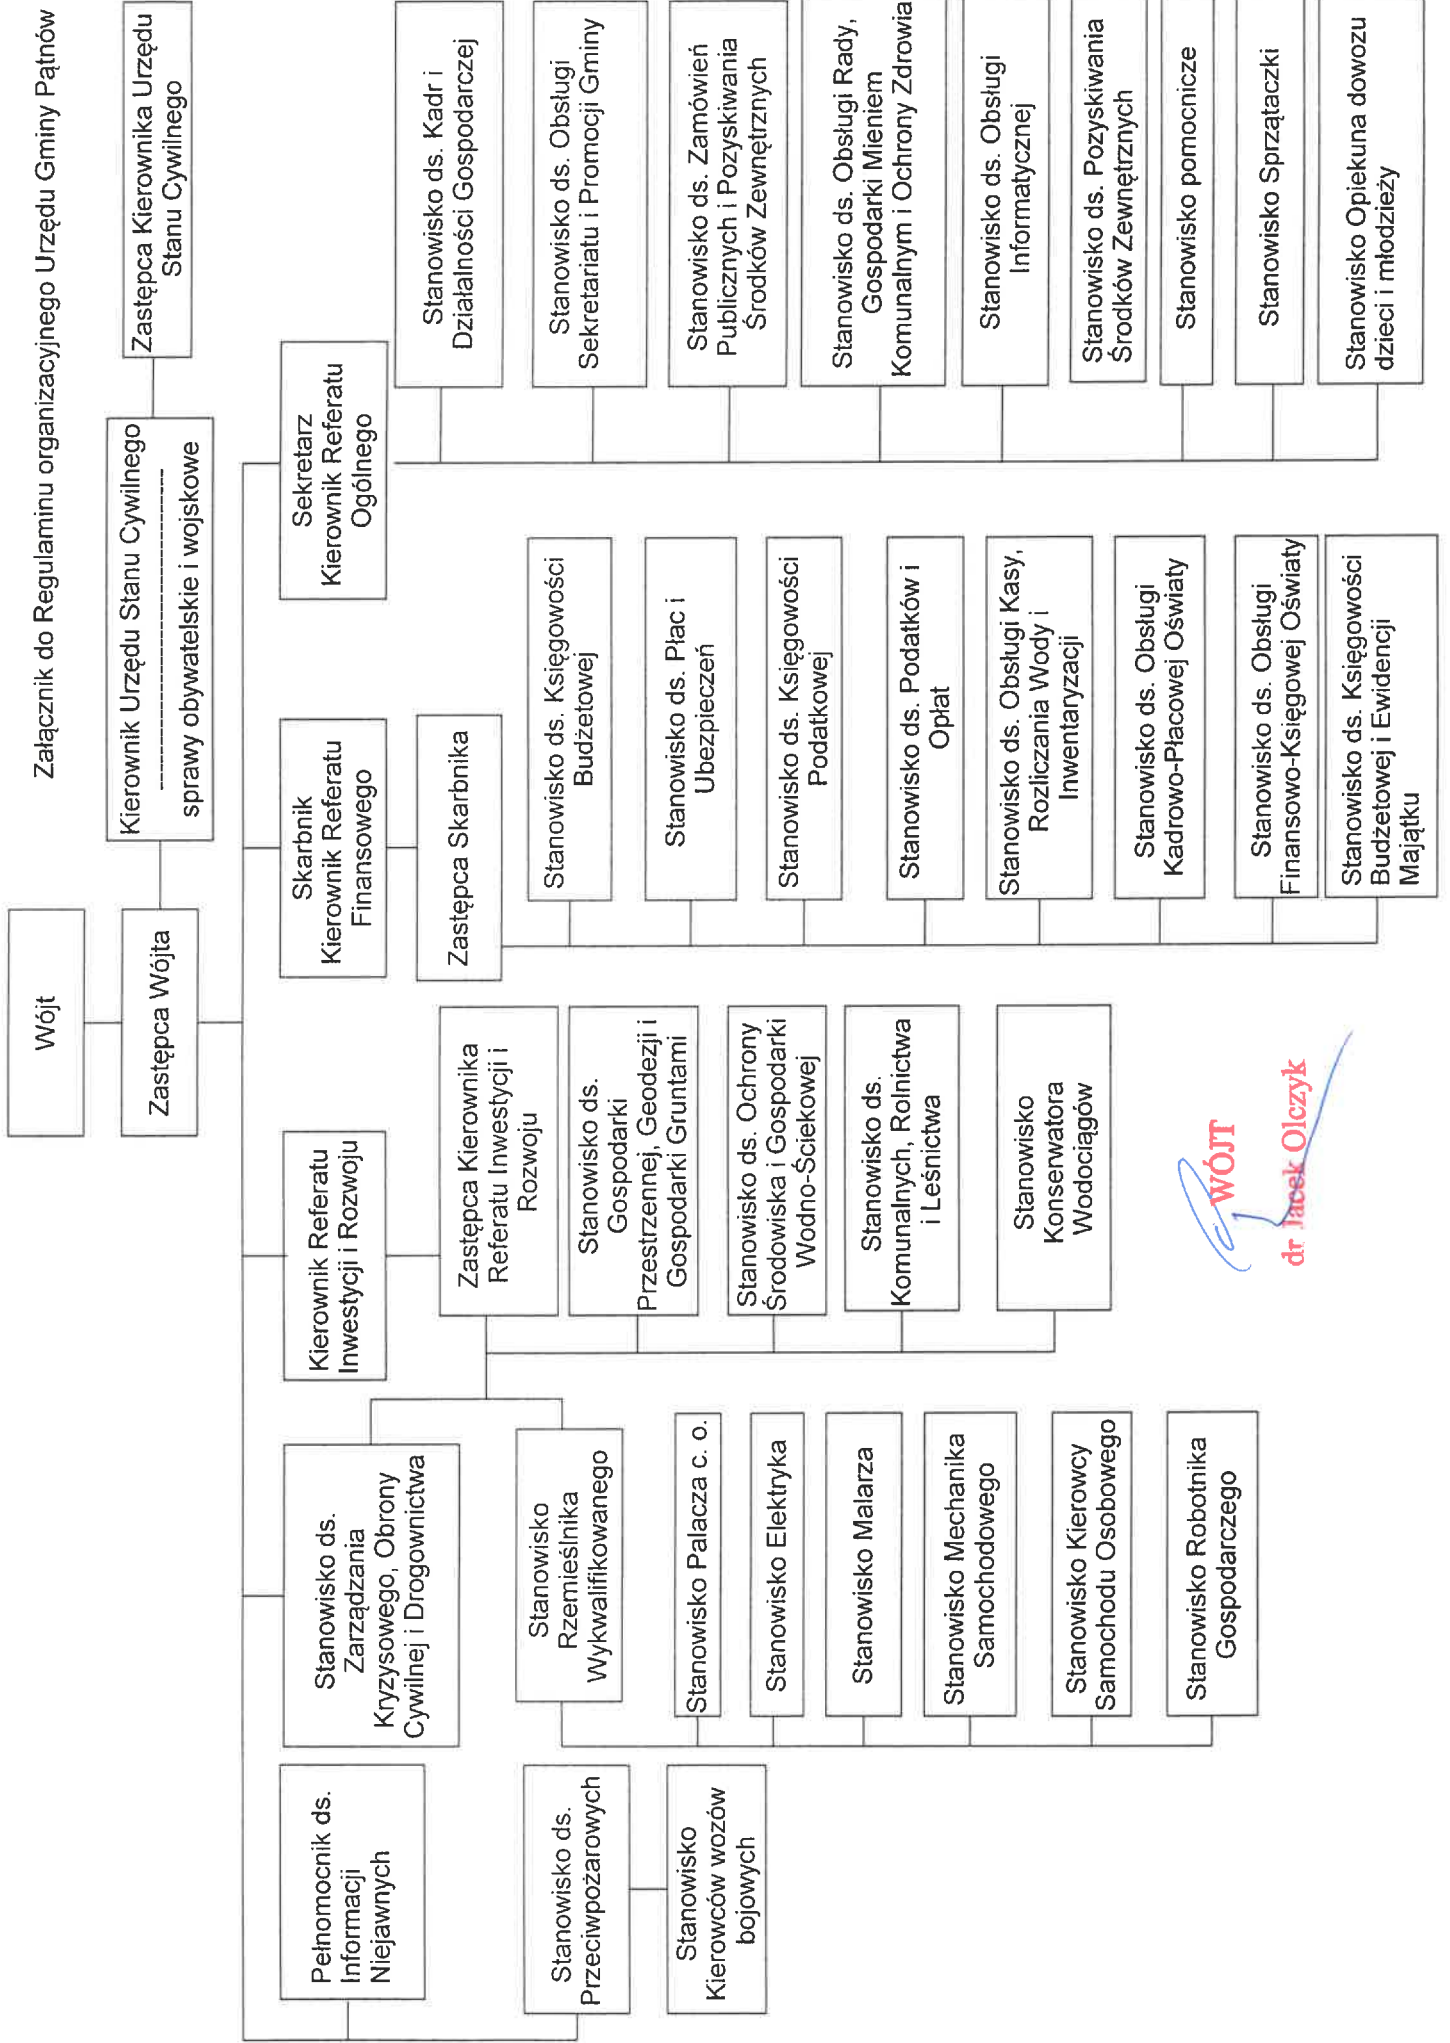 Załącznik do Regulaminu organizacyjnego Urzędu Gminy Pątnów
Wójt
Zastępca Wójta
Kierownik Urzędu Stanu Cywilnego
------------------------------------
sprawy obywatelskie i wojskowe
Zastępca Kierownika Urzędu
Stanu Cywilnego
Pełnomocnik ds.
Informacji
Niejawnych
Stanowisko ds.
Przeciwpożarowych
Stanowisko
Kierowców wozów
bojowych
Stanowisko ds.
Zarządzania
Kryzysowego, Obrony
Cywilnej i Drogownictwa
Stanowisko
Rzemieślnika
Wykwalifikowanego
Stanowisko Palacza c. o.
Stanowisko Elektryka
Stanowisko Malarza
Stanowisko Mechanika
Samochodowego
Stanowisko Kierowcy
Samochodu Osobowego
Stanowisko Robotnika
Gospodarczego
Kierownik Referatu
Inwestycji i Rozwoju
Zastępca Kierownika
Referatu Inwestycji i
Rozwoju
Stanowisko ds.
Gospodarki
Przestrzennej, Geodezji i
Gospodarki Gruntami
Stanowisko ds. Ochrony
Środowiska i Gospodarki
Wodno-Ściekowej
Stanowisko ds.
Komunalnych, Rolnictwa
i Leśnictwa
Stanowisko
Konserwatora
Wodociągów
Skarbnik
Kierownik Referatu
Finansowego
Zastępca Skarbnika
Stanowisko ds. Księgowości
Budżetowej
Stanowisko ds. Płac i
Ubezpieczeń
Stanowisko ds. Księgowości
Podatkowej
Stanowisko ds. Podatków i
Opłat
Stanowisko ds. Obsługi Kasy,
Rozliczania Wody i
Inwentaryzacji
Stanowisko ds. Obsługi
Kadrowo-Płacowej Oświaty
Stanowisko ds. Obsługi
Finansowo-Księgowej Oświaty
Stanowisko ds. Księgowości
Budżetowej i Ewidencji
Majątku
Sekretarz
Kierownik Referatu
Ogólnego
Stanowisko ds. Kadr i
Działalności Gospodarczej
Stanowisko ds. Obsługi
Sekretariatu i Promocji Gminy
Stanowisko ds. Zamówień
Publicznych i Pozyskiwania
Środków Zewnętrznych
Stanowisko ds. Obsługi Rady,
Gospodarki Mieniem
Komunalnym i Ochrony Zdrowia
Stanowisko ds. Obsługi
Informatycznej
Stanowisko ds. Pozyskiwania
Środków Zewnętrznych
Stanowisko pomocnicze
Stanowisko Sprzątaczki
Stanowisko Opiekuna dowozu
dzieci i młodzieży
WÓJT
dr Jacek Olczyk